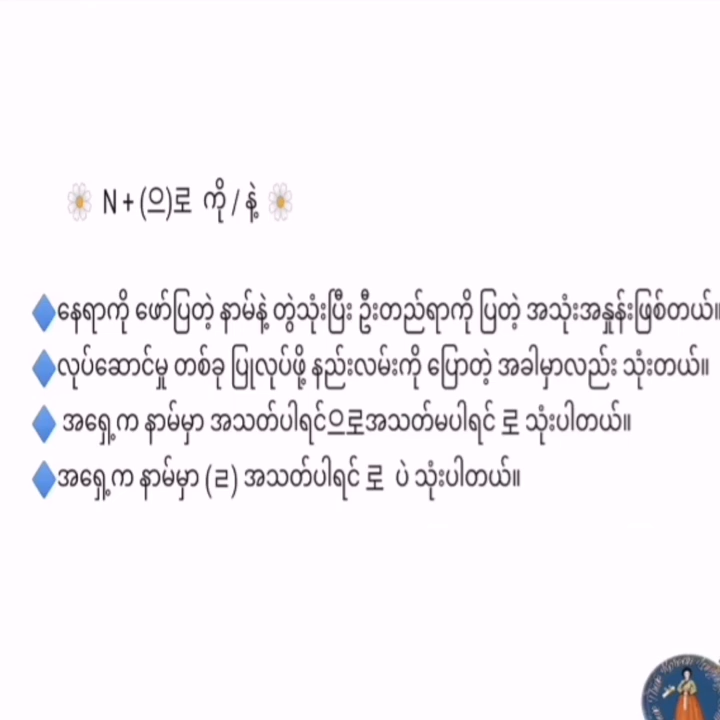 N + (으)로 ကို / နဲ့
နေရာကို ဖော်ပြတဲ့ နာမ်နဲ့ တွဲသုံးပြီး ဦးတည်ရာကို ပြတဲ့ အသုံးအနှုန်းဖြစ်တယ်။
လုပ်ဆောင်မှု တစ်ခု ပြုလုပ်ဖို့ နည်းလမ်းကို ပြောတဲ့ အခါမှာလည်း သုံးတယ်။
အရှေ့က နာမ်မှာ အသတ်ပါရင်으로အသတ်မပါရင် 로 သုံးပါတယ်။
အရှေ့က နာမ်မှာ (ㄹ) အသတ်ပါရင် 로 ပဲ သုံးပါတယ်။